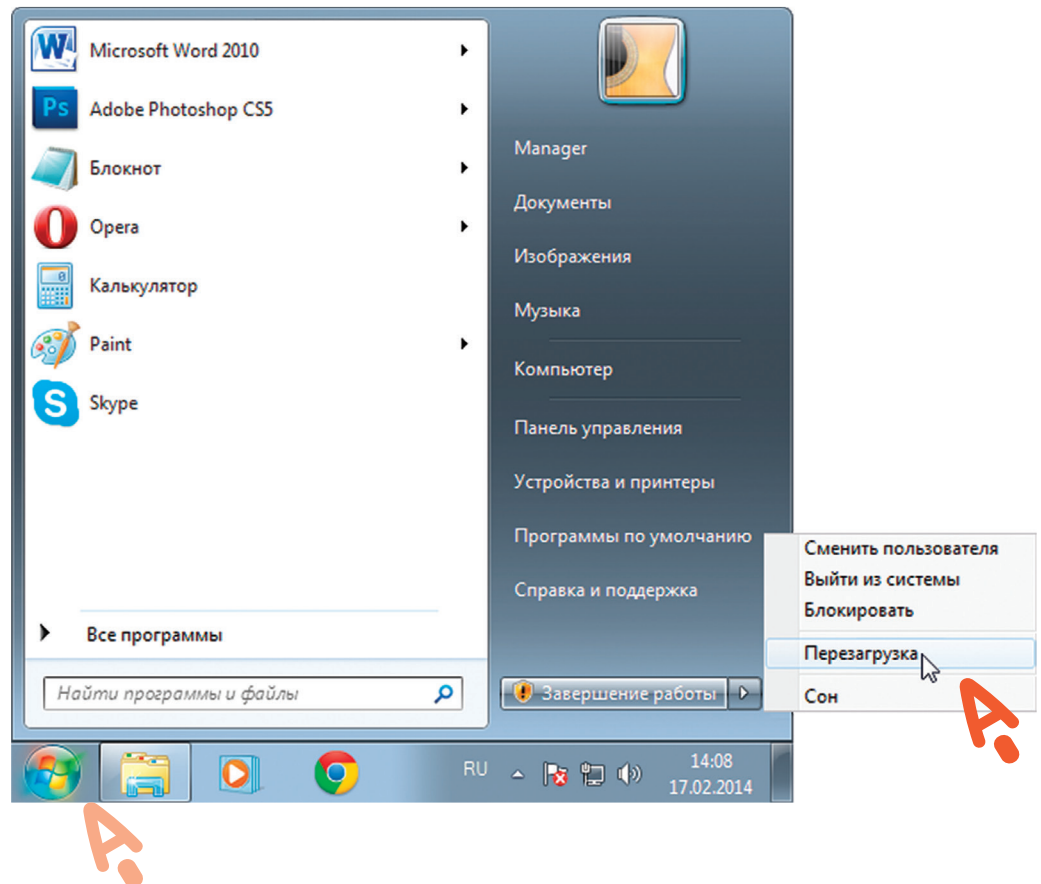 Microsoft Word 2010
Ps
Adobe Photoshop CS5
Блокнот
Opera
Калькулятор
Paint
Skype
Все программы
Найти программы и файлы
Manager
Документы
Изображения
Музыка
Компьютер
Панель управления
Устройства и принтеры
Программы по умолчанию
Справка и поддержка
Завершение работы
Сменить пользователя
Выйти из системы
Блокировать
Перезагрузка
Сон
RU
14:08
17.02.2014